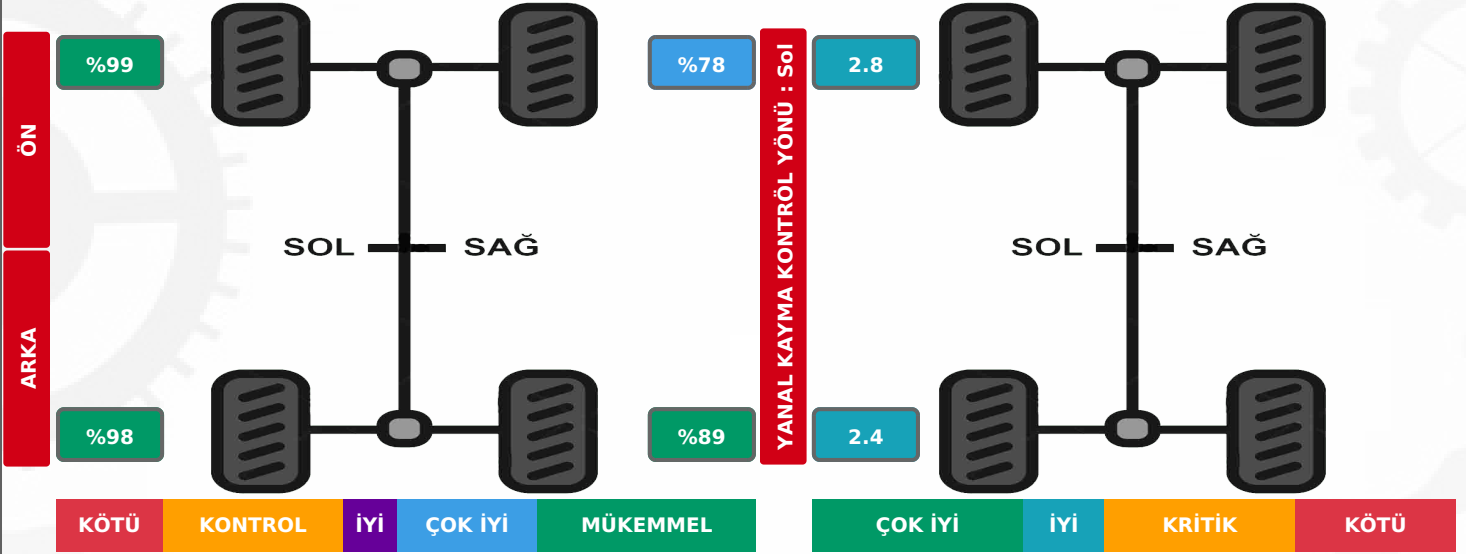 ÖN
%99
%78
YANAL KAYMA KONTRÖL YÖNÜ : Sol
2.8
SOL
SAĞ
SOL
SAĞ
ARKA
%98
%89
2.4
KÖTÜ
KONTROL
İYİ
ÇOK İYİ
MÜKEMMEL
ÇOK İYİ
İYİ
KRİTİK
KÖTÜ